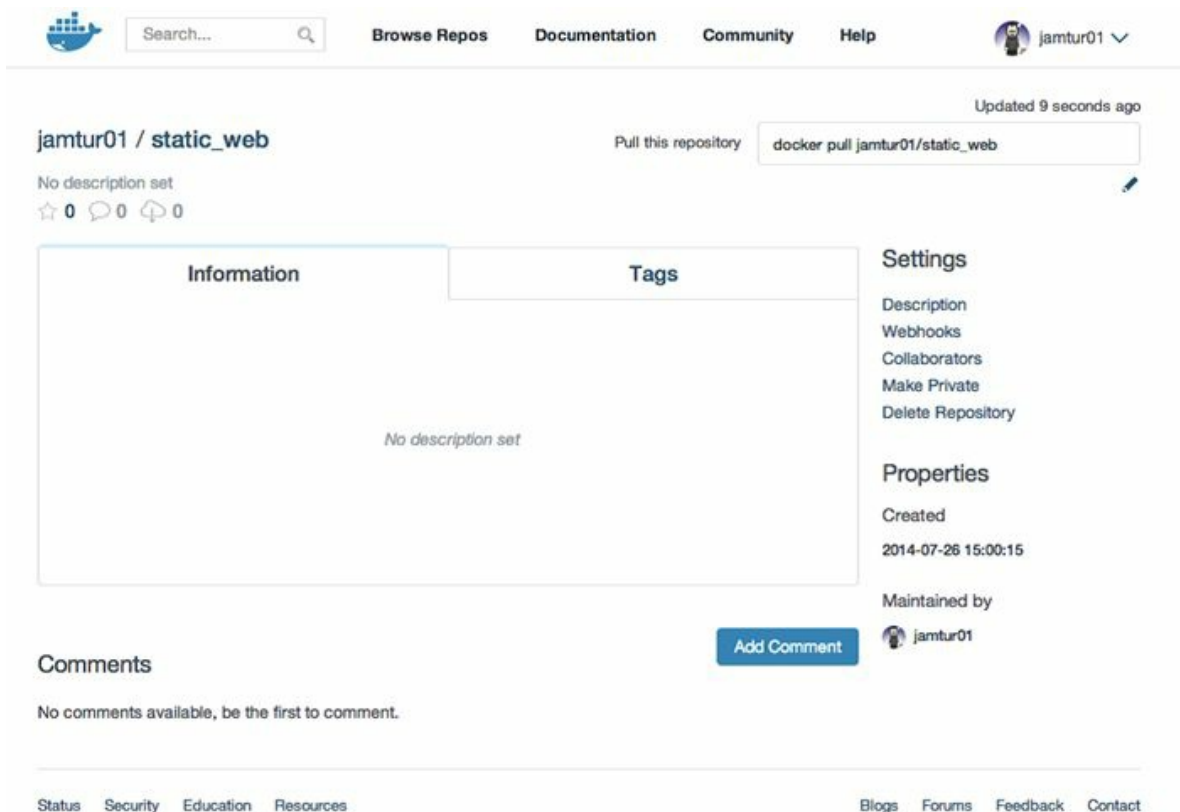 Search...
Browse Repos
Documentation
Community
Help
jamtur01
Updated 9 seconds ago
jamtur01 / static_web
Pull this repository
docker pull jamtur01/static_web
No description set
0 0 0
Information
Tags
No description set
Settings
Description
Webhooks
Collaborators
Make Private
Delete Repository
Properties
Created
2014-07-26 15:00:15
Maintained by
jamtur01
Add Comment
Comments
No comments available, be the first to comment.
Status Security Education Resources
Blogs Forums Feedback Contact